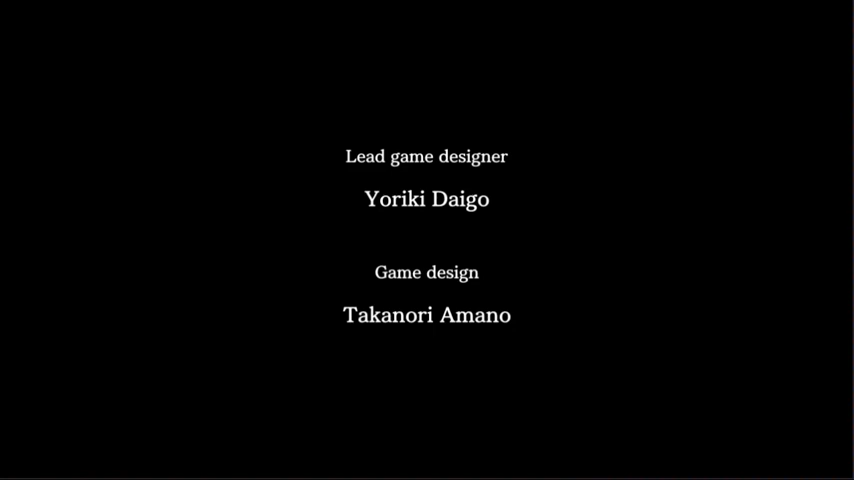 Lead game designer
Yoriki Daigo
Game design
Takanori Amano